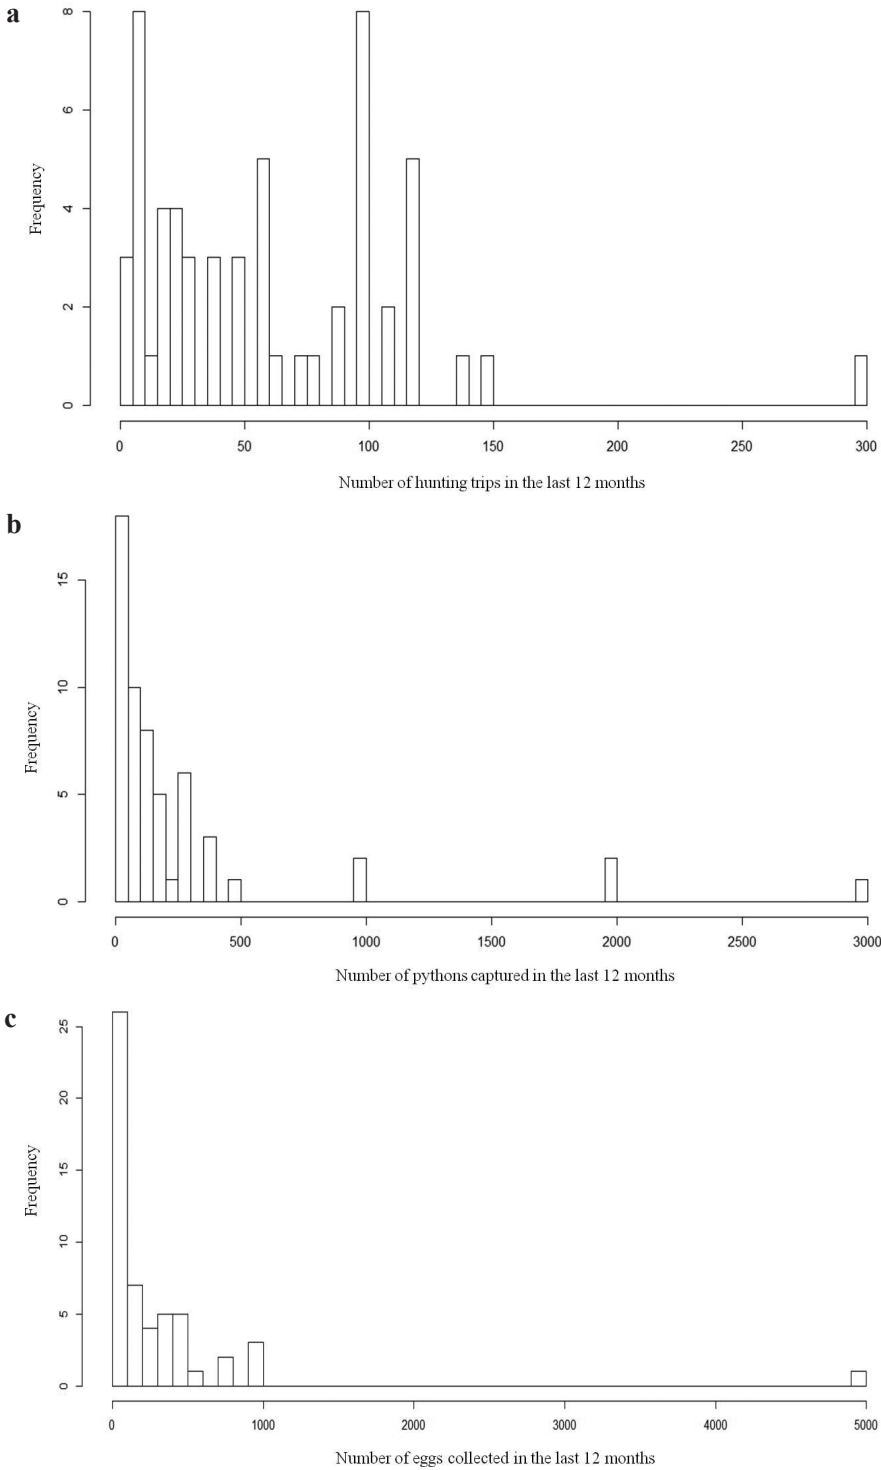 a
Frequency
8
6
4
2
0
0 50 100 150 200 250 300
Number of hunting trips in the last 12 months
b
Frequency
15
10
5
0
0 500 1000 1500 2000 2500 3000
Number of pythons captured in the last 12 months
c
Frequency
25
20
15
10
5
0
0 1000 2000 3000 4000 5000
Number of eggs collected in the last 12 months